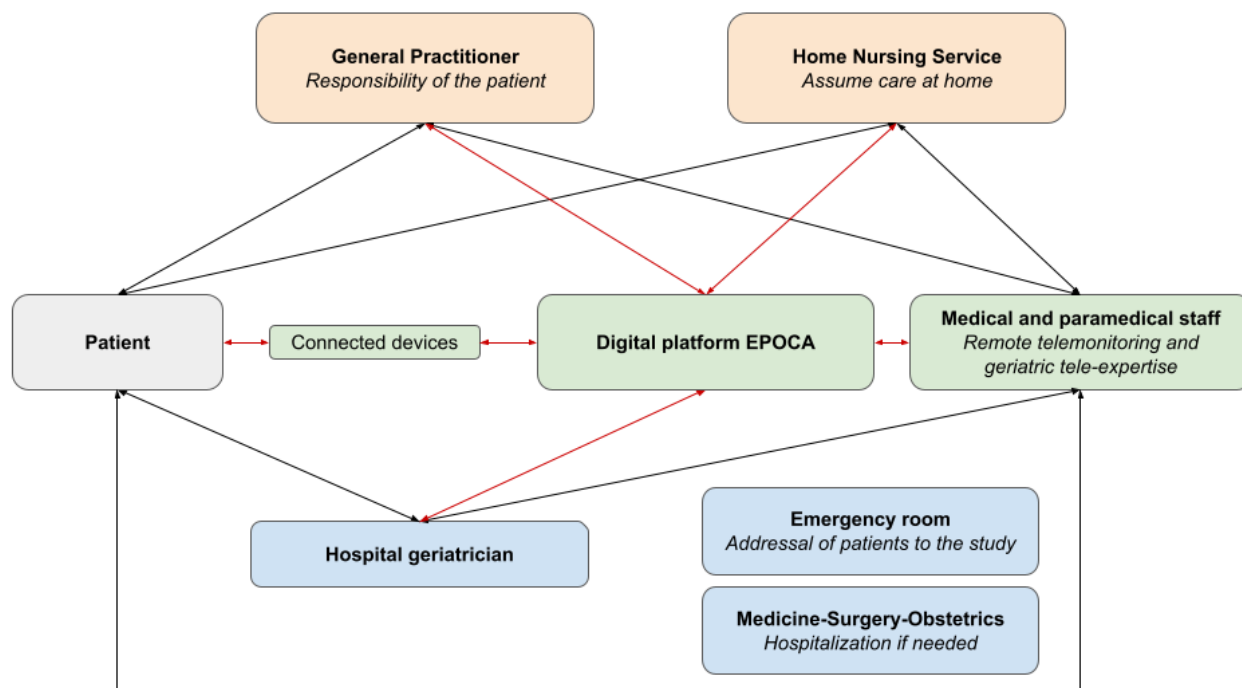 General Practitioner
Responsibility of the patient
Home Nursing Service
Assume care at home
Patient
Connected devices
Digital platform EPOCA
Medical and paramedical staff
Remote telemonitoring and
geriatric tele-expertise
Hospital geriatrician
Emergency room
Addressal of patients to the study
Medicine-Surgery-Obstetrics
Hospitalization if needed